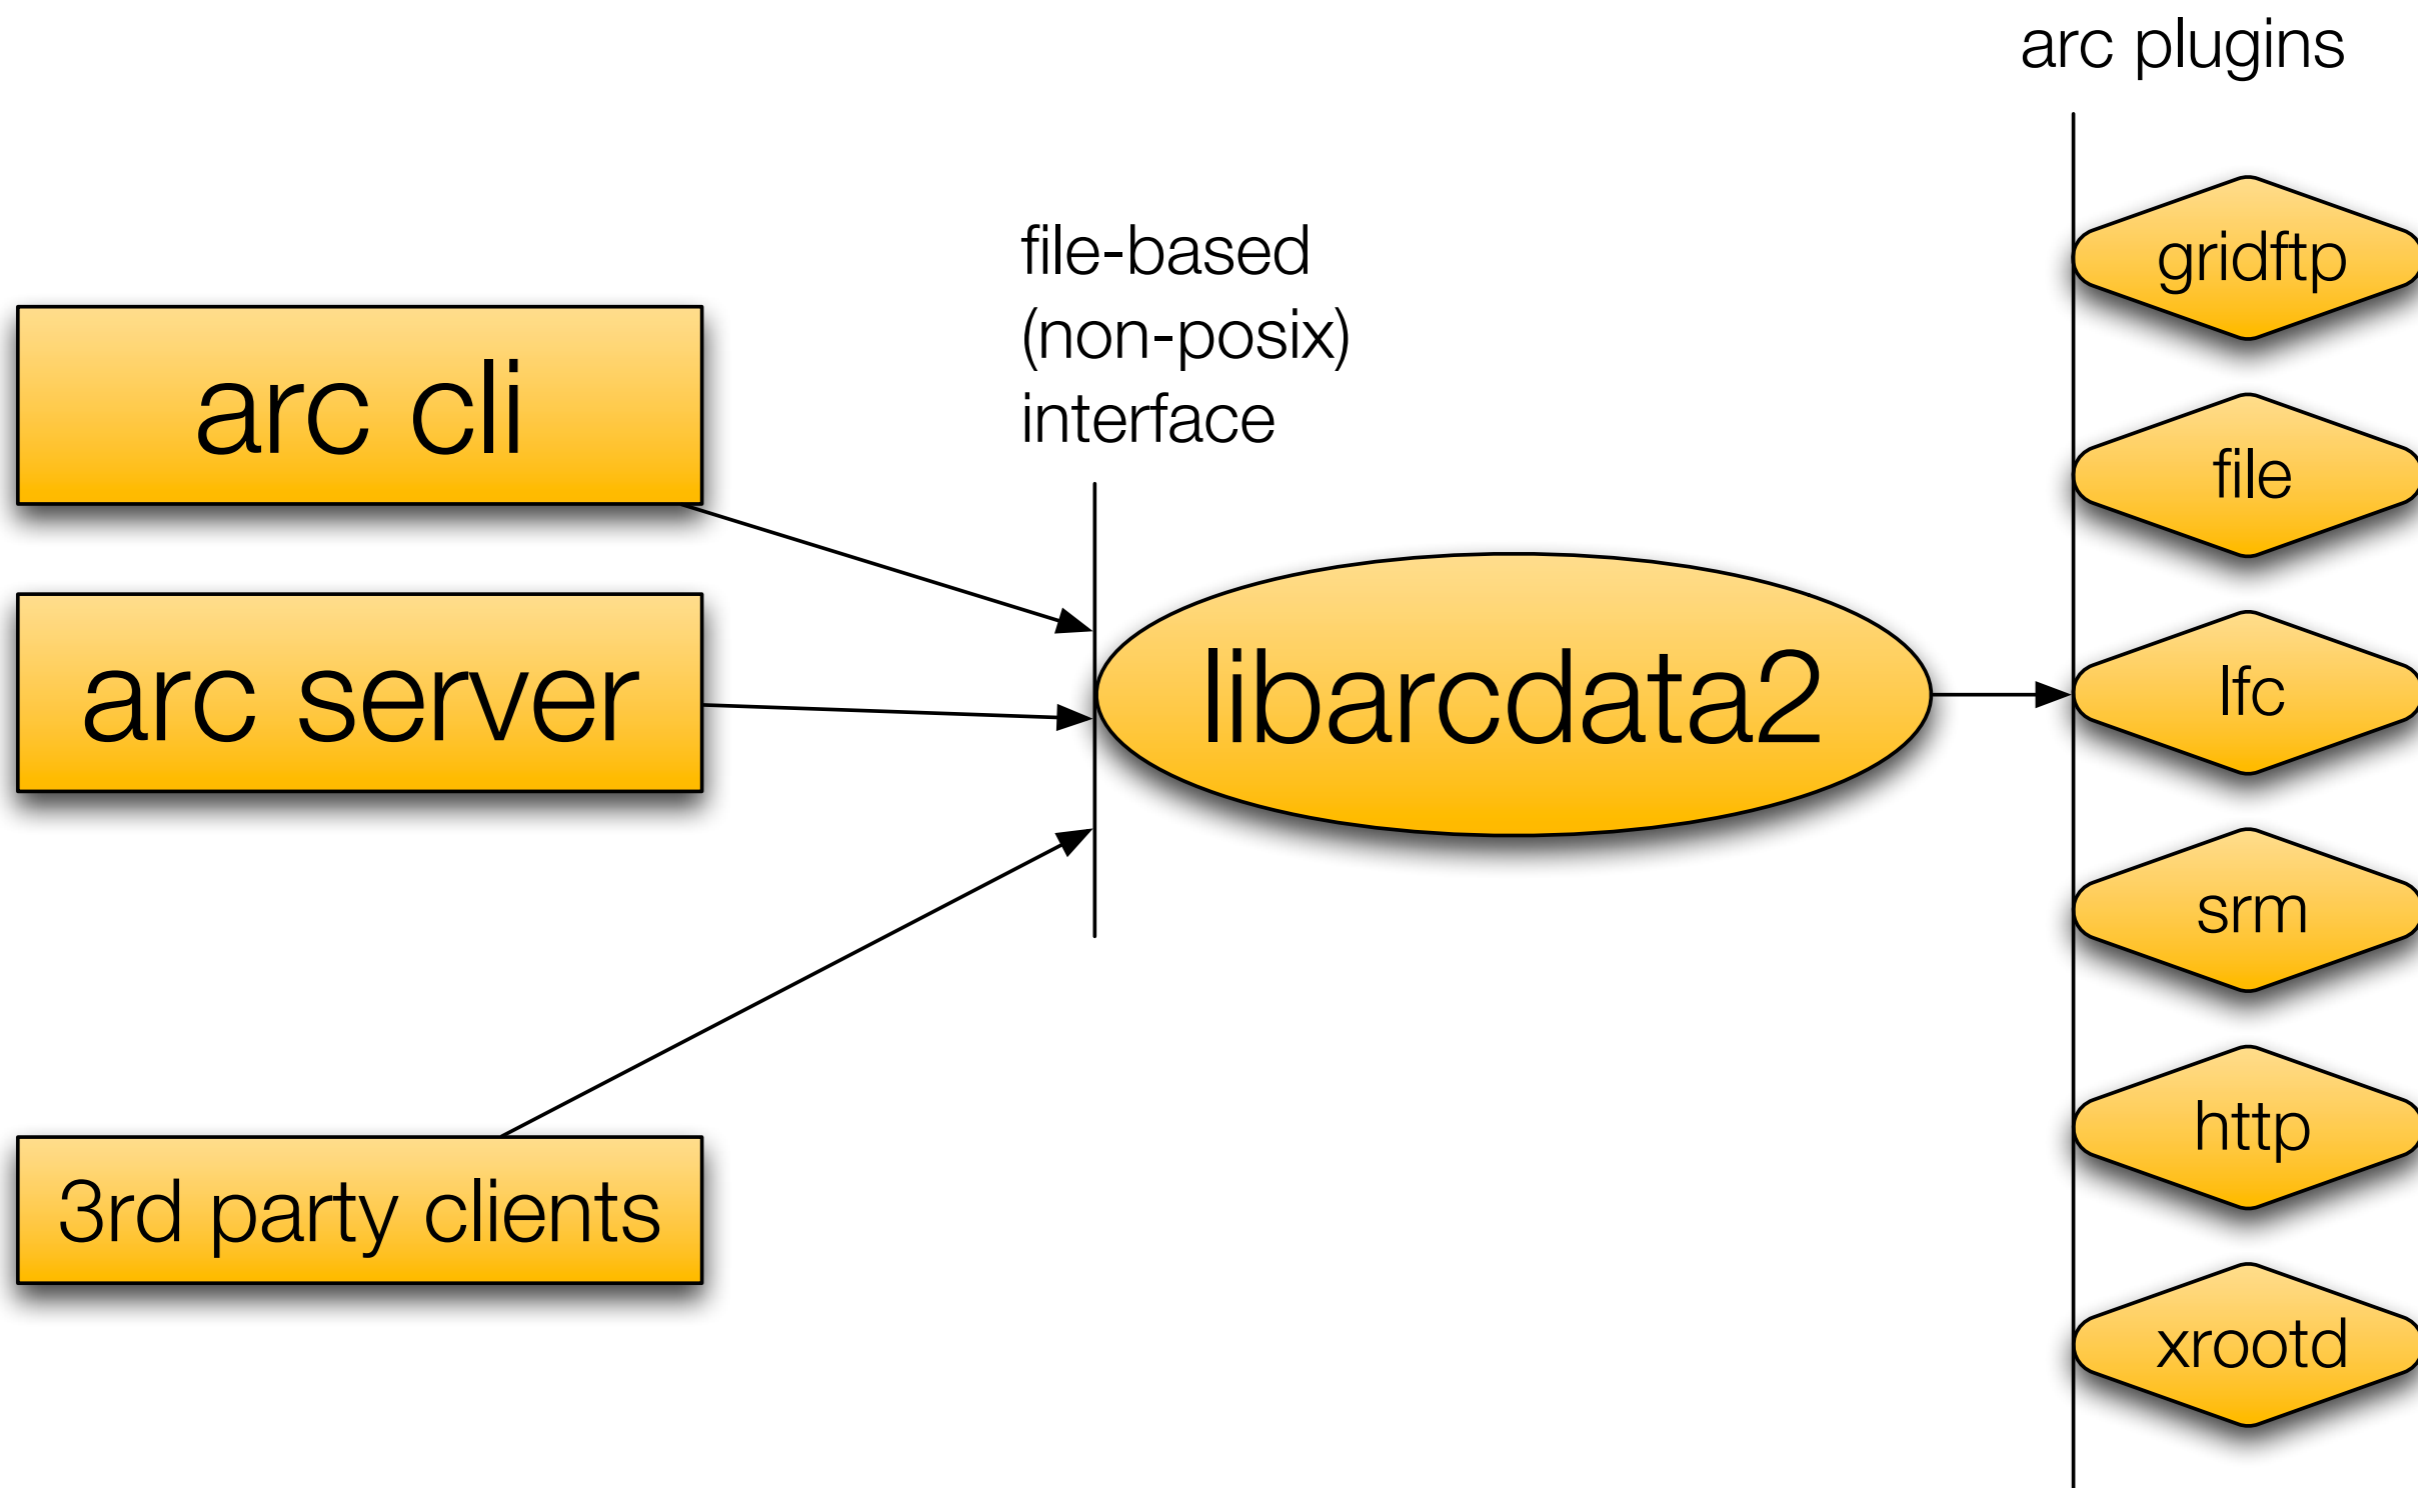 arc plugins
file-based
(non-posix)
interface
arc cli
arc server
3rd party clients
libarcdata2
gridftp
file
lfc
srm
http
xrootd